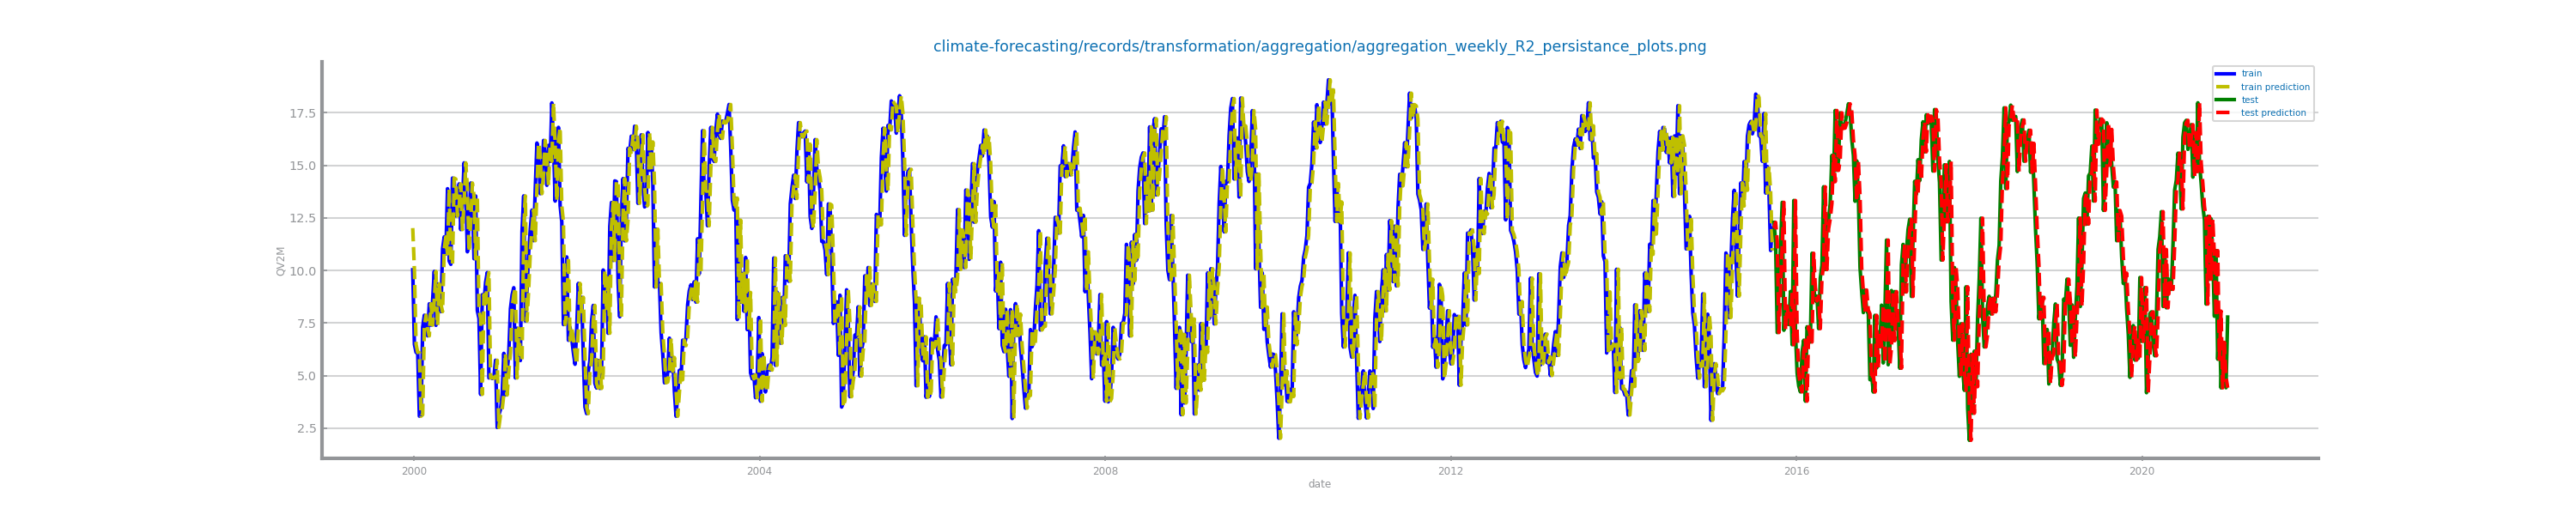 climate-forecasting/records/transformation/aggregation/aggregation_weekly_R2_persistance_plots.png
train
train prediction
test
test prediction
17.5
15.0
12.5
10.0
7.5
5.0
2.5
QV2M
2000
2004
2008
2012
2016
2020
date